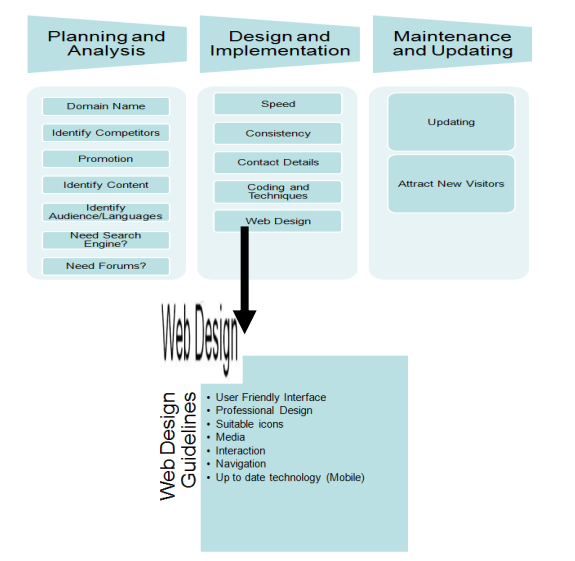 Planning and
Analysis
Design and
Implementation
Maintenance
and Updating
Domain Name
Identify Competitors
Promotion
Identify Content
Identify
Audience/Languages
Need Search
Engine?
Need Forums?
Speed
Consistency
Contact Details
Coding and
Techniques
Web Design
Updating
Attract New Visitors
Web Design
Web Design
Guidelines
• User Friendly Interface
• Professional Design
• Suitable icons
• Media
• Interaction
• Navigation
• Up to date technology (Mobile)